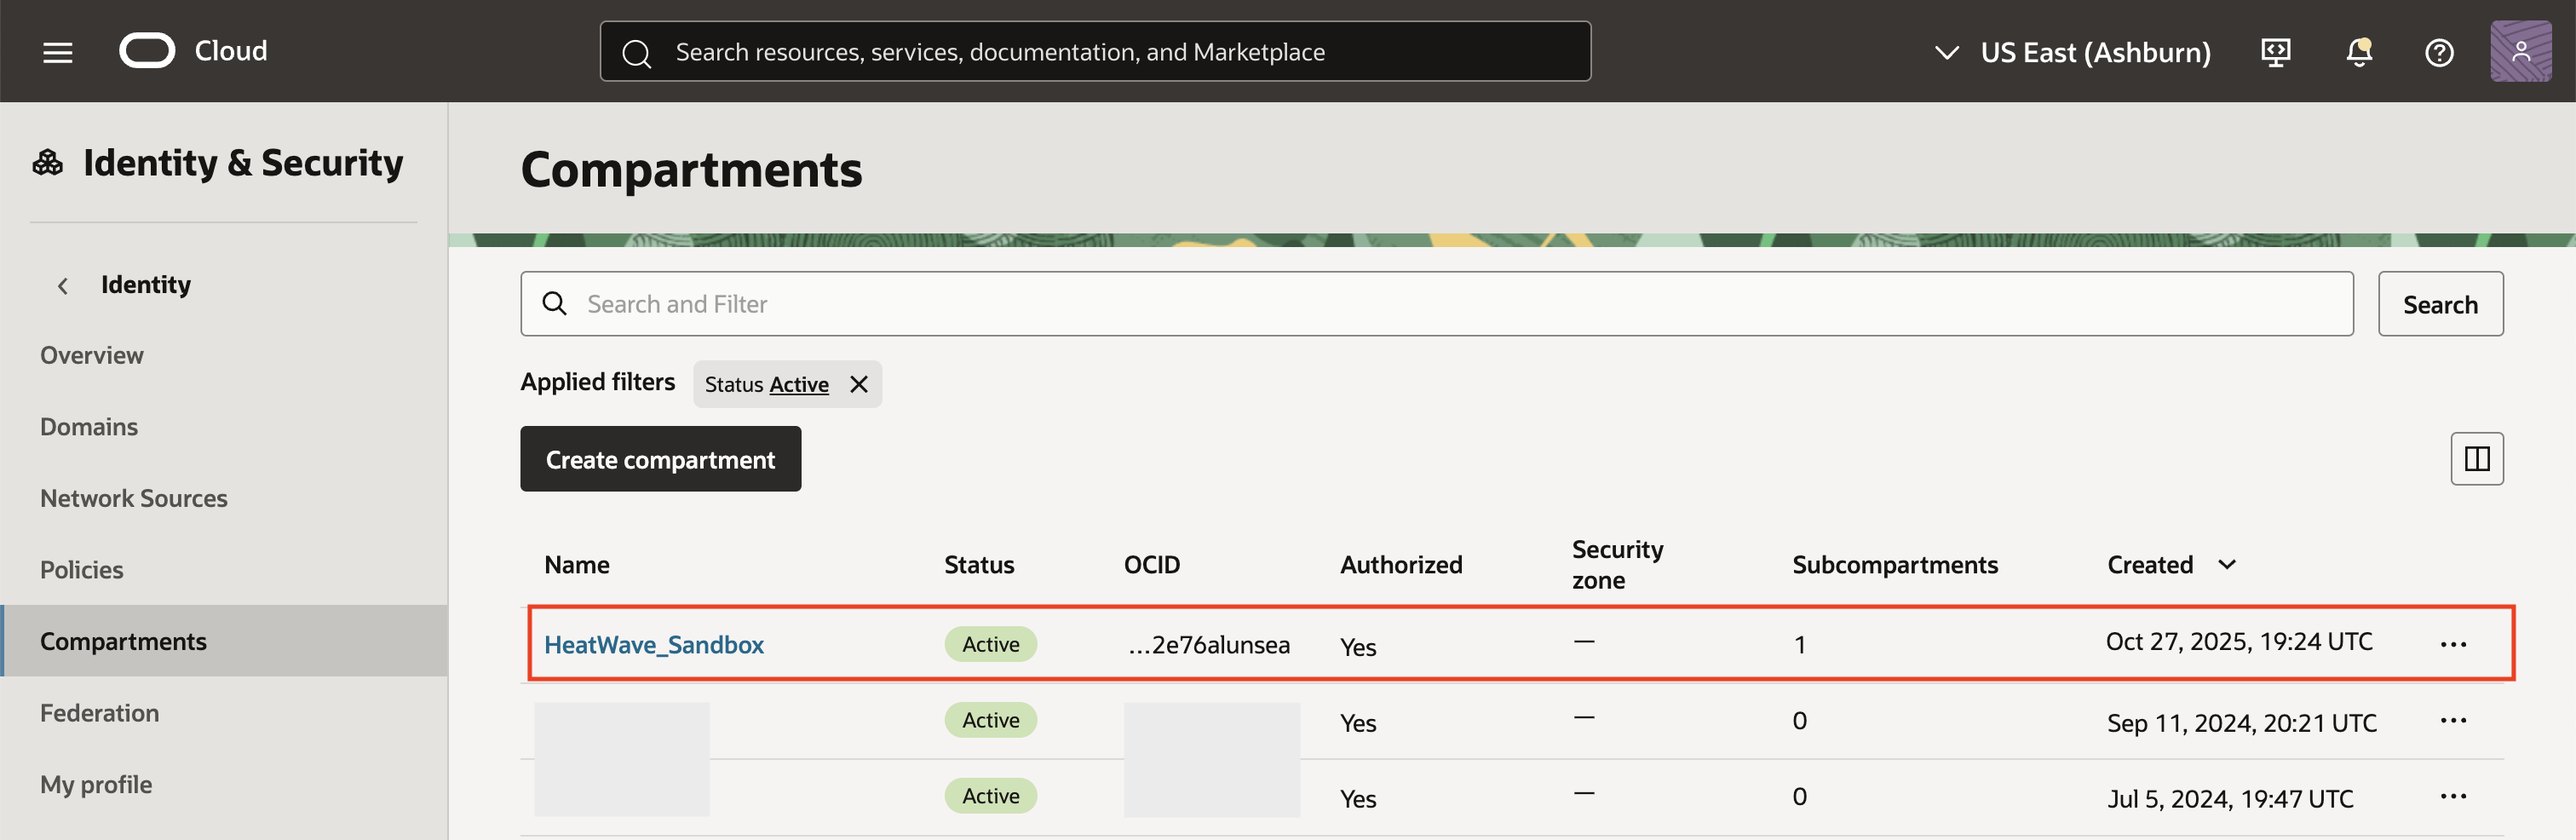 Cloud
Search resources, services, documentation, and Marketplace
US East (Ashburn)
Identity & Security
Identity
Overview
Domains
Network Sources
Policies
Compartments
Federation
My profile
Compartments
Search and Filter
Search
Applied filters
Status Active
Create compartment
Name Status OCID Authorized Security zone Subcompartments Created
HeatWave_Sandbox Active ...2e76alunsea Yes — 1 Oct 27, 2025, 19:24 UTC
Active Yes — 0 Sep 11, 2024, 20:21 UTC
Active Yes — 0 Jul 5, 2024, 19:47 UTC